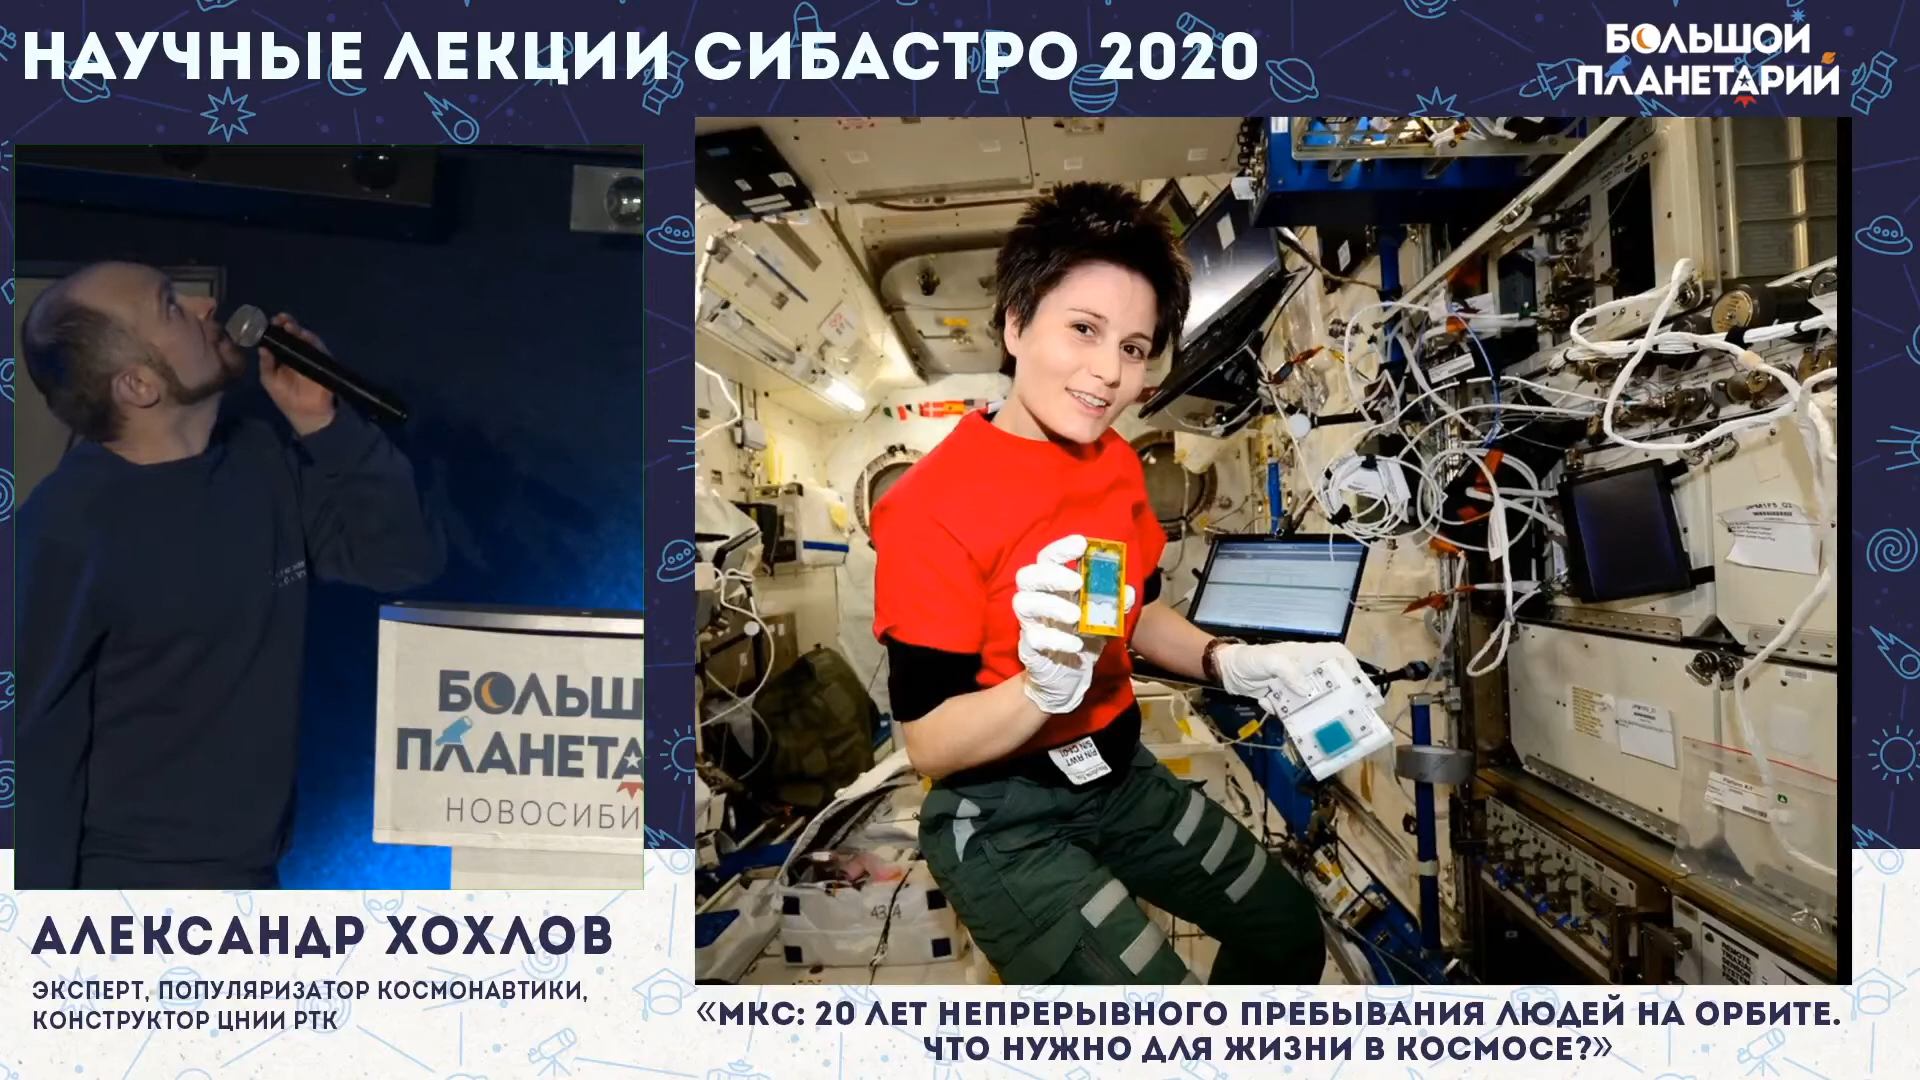 НАУЧНЫЕ ЛЕКЦИИ СИБАСТРО 2020
БОЛЬШОЙ
ПЛАНЕТАРИЙ
БОЛЬШ
ПЛАНЕТА
НОВОСИБИ
43 A
АЛЕКСАНДР ХОХЛОВ
ЭКСПЕРТ, ПОПУЛЯРИЗАТОР КОСМОНАВТИКИ,
КОНСТРУКТОР ЦНИИ РТК
«МКС: 20 ЛЕТ НЕПРЕРЫВНОГО ПРЕБЫВАНИЯ ЛЮДЕЙ НА ОРБИТЕ.
ЧТО НУЖНО ДЛЯ ЖИЗНИ В КОСМОСЕ?»